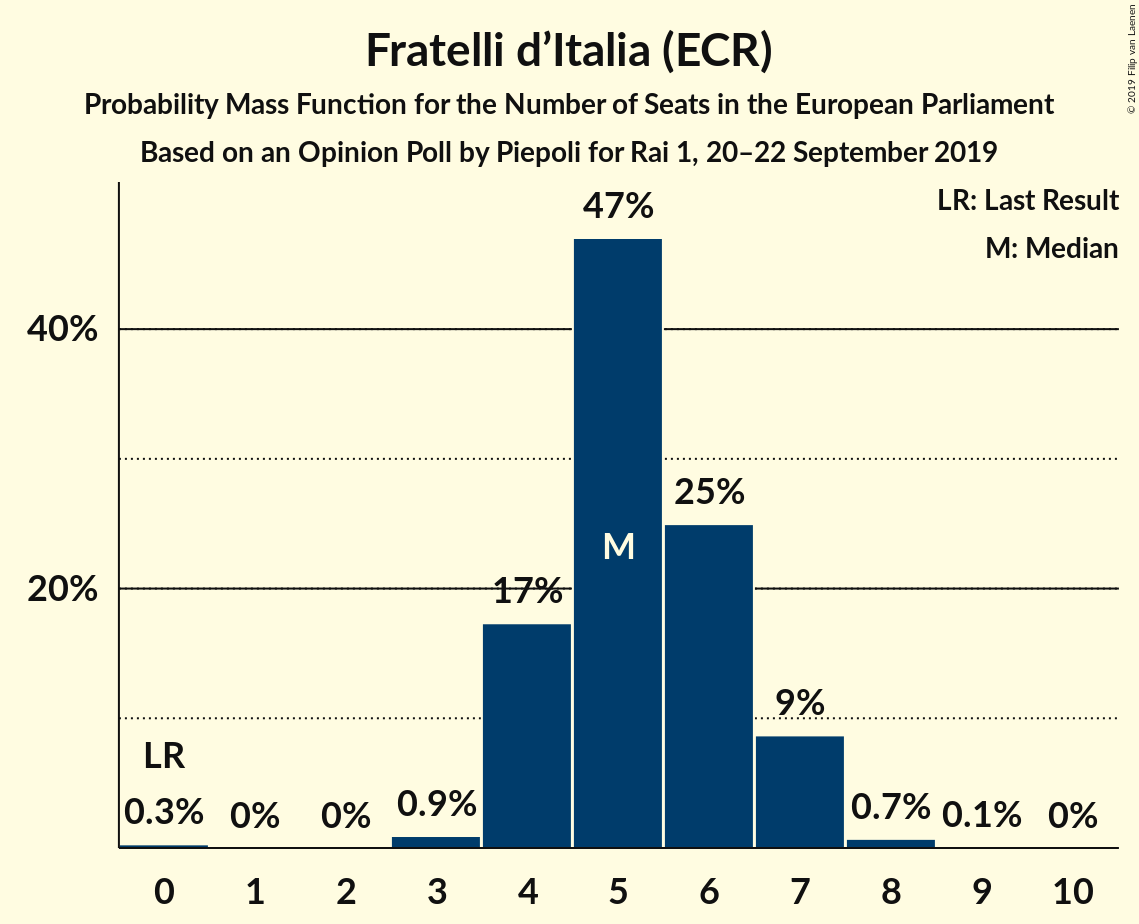 Fratelli d’Italia (ECR)
Probability Mass Function for the Number of Seats in the European Parliament
Based on an Opinion Poll by Piepoli for Rai 1, 20–22 September 2019
© 2019 Filip van Laenen
LR: Last Result
M: Median
47%
40%
25%
M
20%
17%
9%
LR
0.3%
0%
0%
0.9%
0.7%
0.1%
0%
0 1 2 3 4 5 6 7 8 9 10